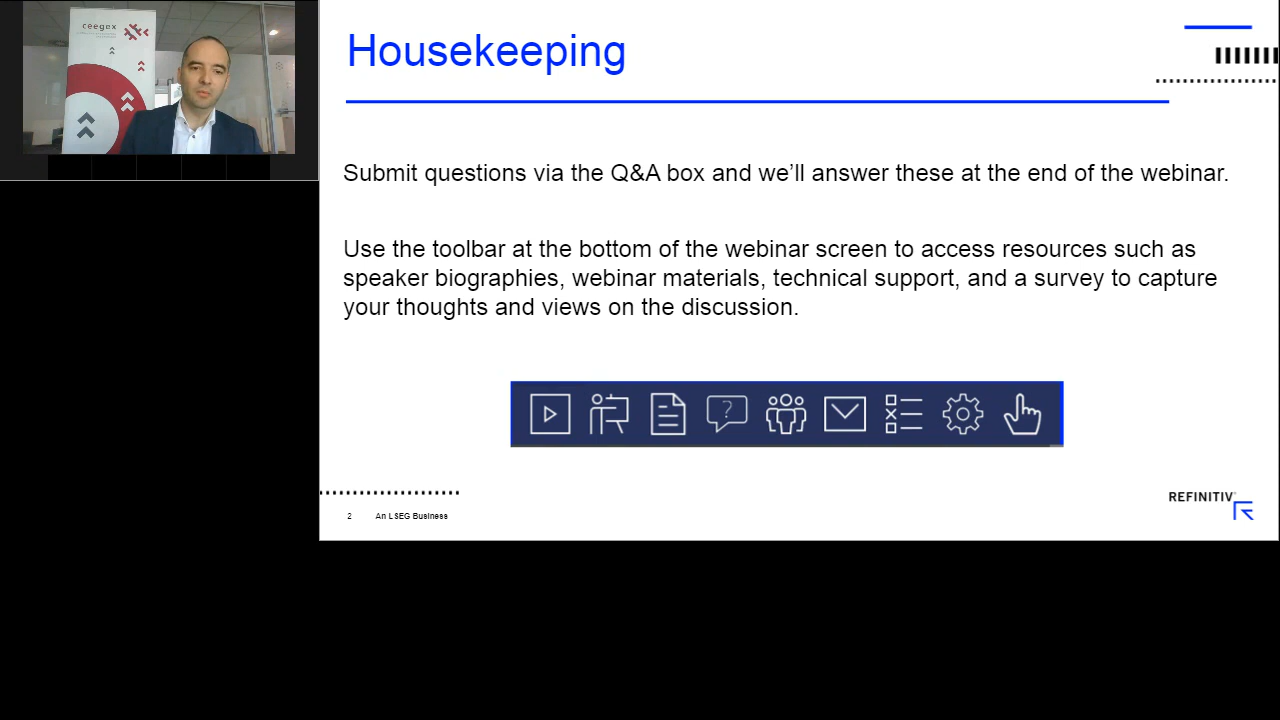 ceegex
Housekeeping
Submit questions via the Q&A box and we’ll answer these at the end of the webinar.
Use the toolbar at the bottom of the webinar screen to access resources such as
speaker biographies, webinar materials, technical support, and a survey to capture
your thoughts and views on the discussion.
?
REFINITIV
2 An LSEG Business